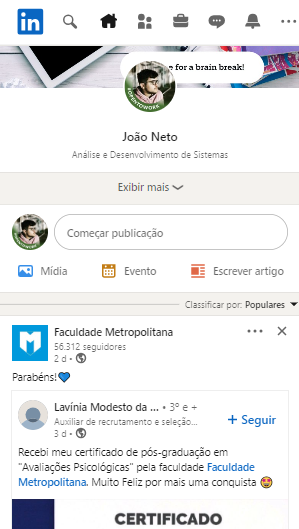 in
e for a brain break!
#OPENTOWORK
João Neto
Análise e Desenvolvimento de Sistemas
Exibir mais
Começar publicação
Mídia
Evento
Escrever artigo
Classificar por: Populares
Faculdade Metropolitana
56.312 seguidores
2 d •
Parabéns!💙
Lavínia Modesto da ... • 3º e +
Auxiliar de recrutamento e seleção...
3 d •
+ Seguir
Recebi meu certificado de pós-graduação em
"Avaliações Psicológicas" pela faculdade Faculdade
Metropolitana. Muito Feliz por mais uma conquista 🤩
CERTIFICADO